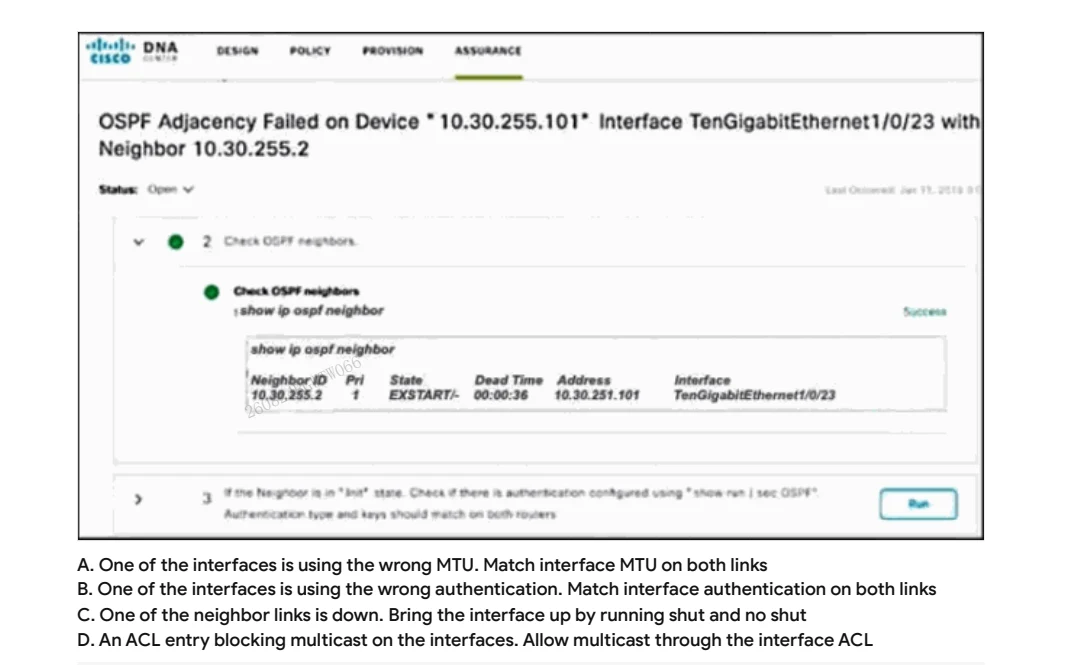 CISCO DNA CENTER DESIGN POLICY PROVISION ASSURANCE
OSPF Adjacency Failed on Device "10.30.255.101" Interface TenGigabitEthernet1/0/23 with
Neighbor 10.30.255.2
Status: Open
Last Occurred: Jan 11, 2018
2 Check OSPF neighbors.
Check OSPF neighbors
show ip ospf neighbor
Success
show ip ospf neighbor
Neighbor ID Pri State Dead Time Address Interface
10.30.255.2 1 EXSTART/- 00:00:36 10.30.251.101 TenGigabitEthernet1/0/23
3 If the Neighbor is in "Init" state. Check if there is authentication configured using "show run | sec OSPF".
Authentication type and keys should match on both routers
Run
A. One of the interfaces is using the wrong MTU. Match interface MTU on both links
B. One of the interfaces is using the wrong authentication. Match interface authentication on both links
C. One of the neighbor links is down. Bring the interface up by running shut and no shut
D. An ACL entry blocking multicast on the interfaces. Allow multicast through the interface ACL